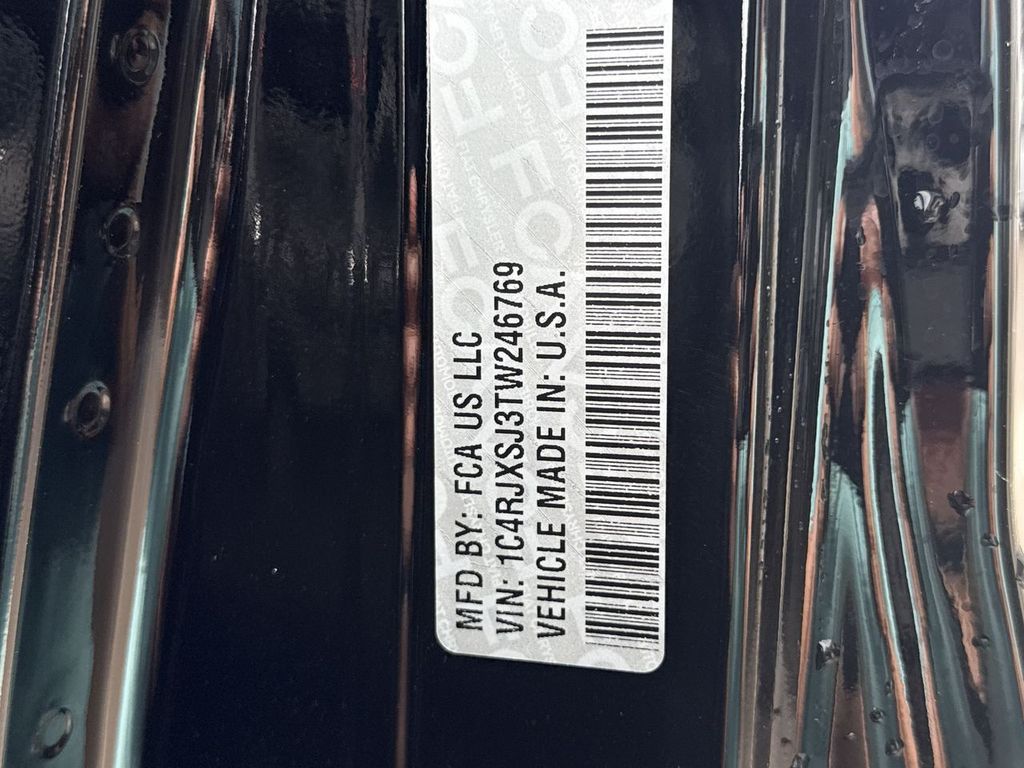 MFD BY: FCA US LLC
VIN: 1C4RJXSJ3TW246769
VEHICLE MADE IN: U.S.A.